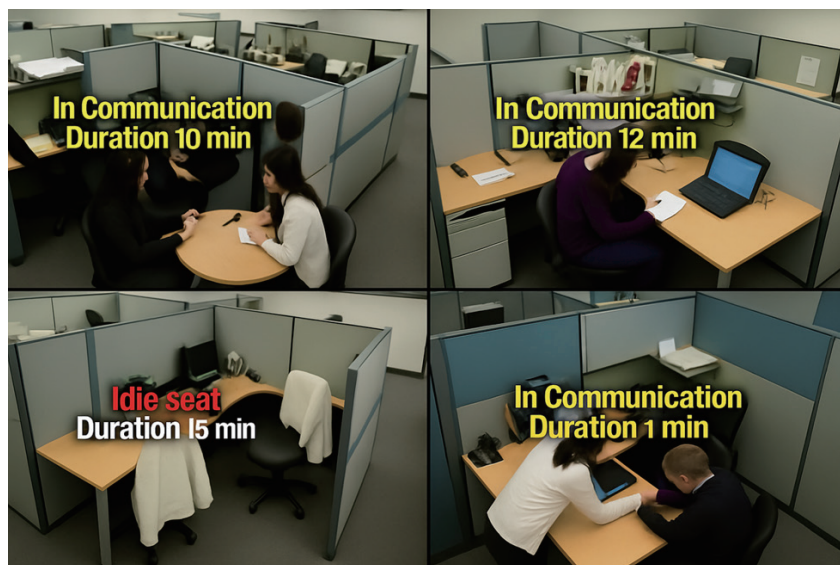 In Communication
Duration 10 min
In Communication
Duration 12 min
Idie seat
Duration I5 min
In Communication
Duration 1 min